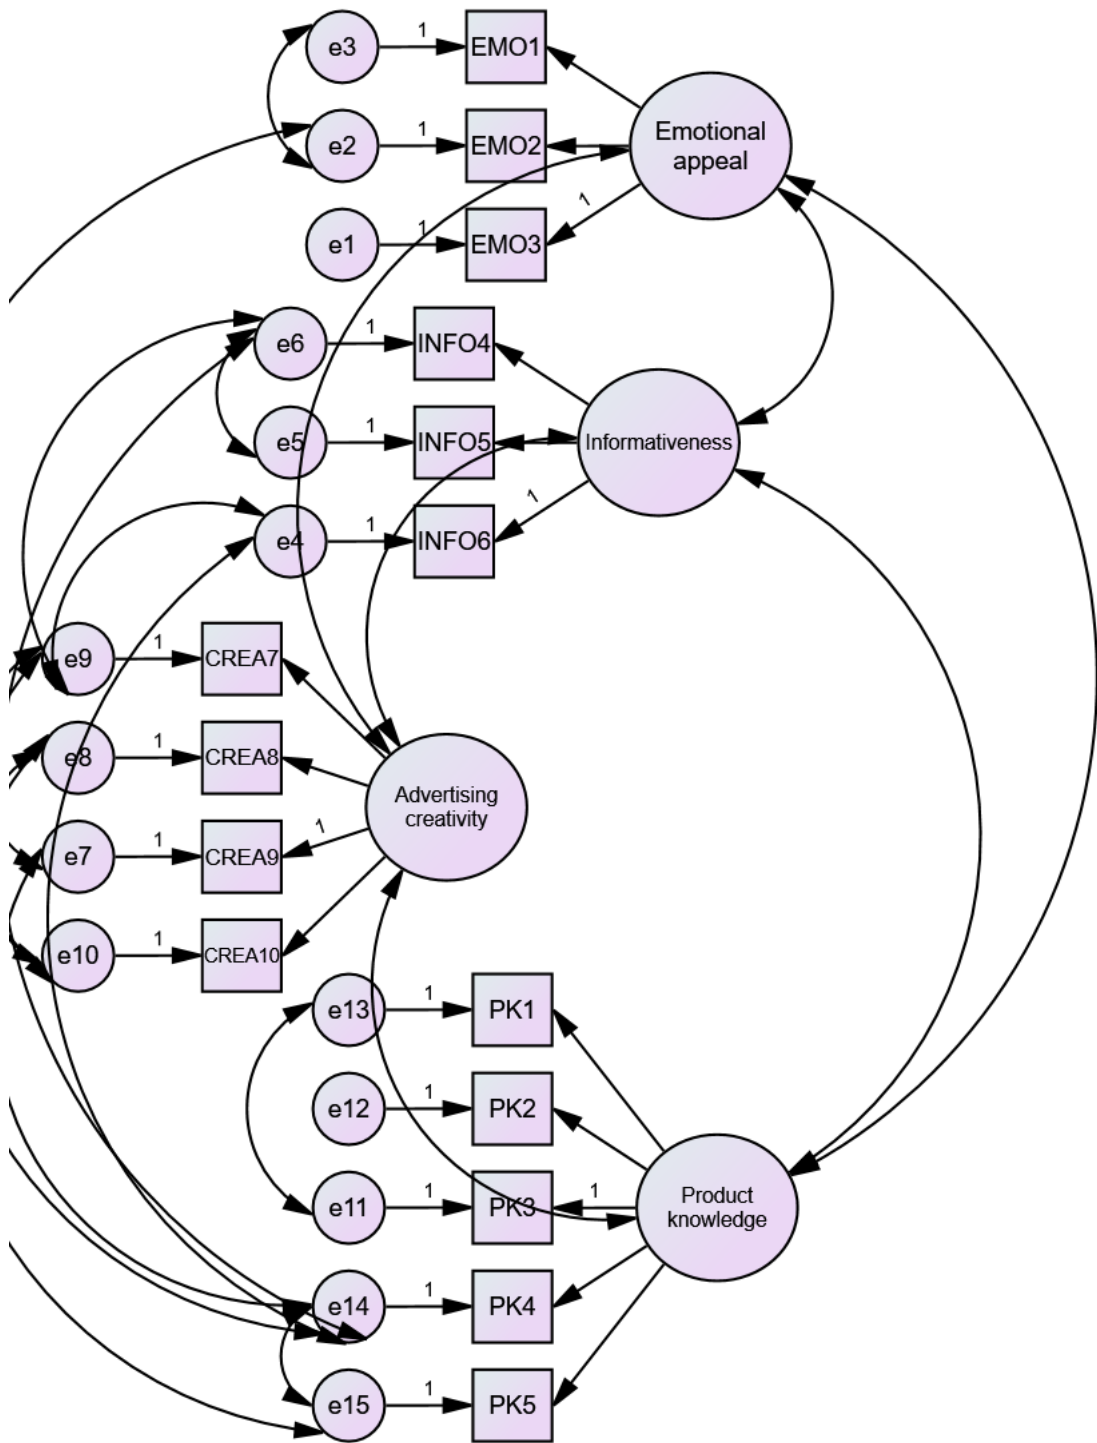 e3
1
EMO1
e2
1
EMO2
Emotional
appeal
e1
1
EMO3
1
e6
1
INFO4
e5
1
INFO5
Informativeness
e4
1
INFO6
1
e9
1
CREA7
e8
1
CREA8
Advertising
creativity
e7
1
CREA9
1
e10
1
CREA10
e13
1
PK1
e12
1
PK2
e11
1
PK3
1
Product
knowledge
e14
1
PK4
e15
1
PK5